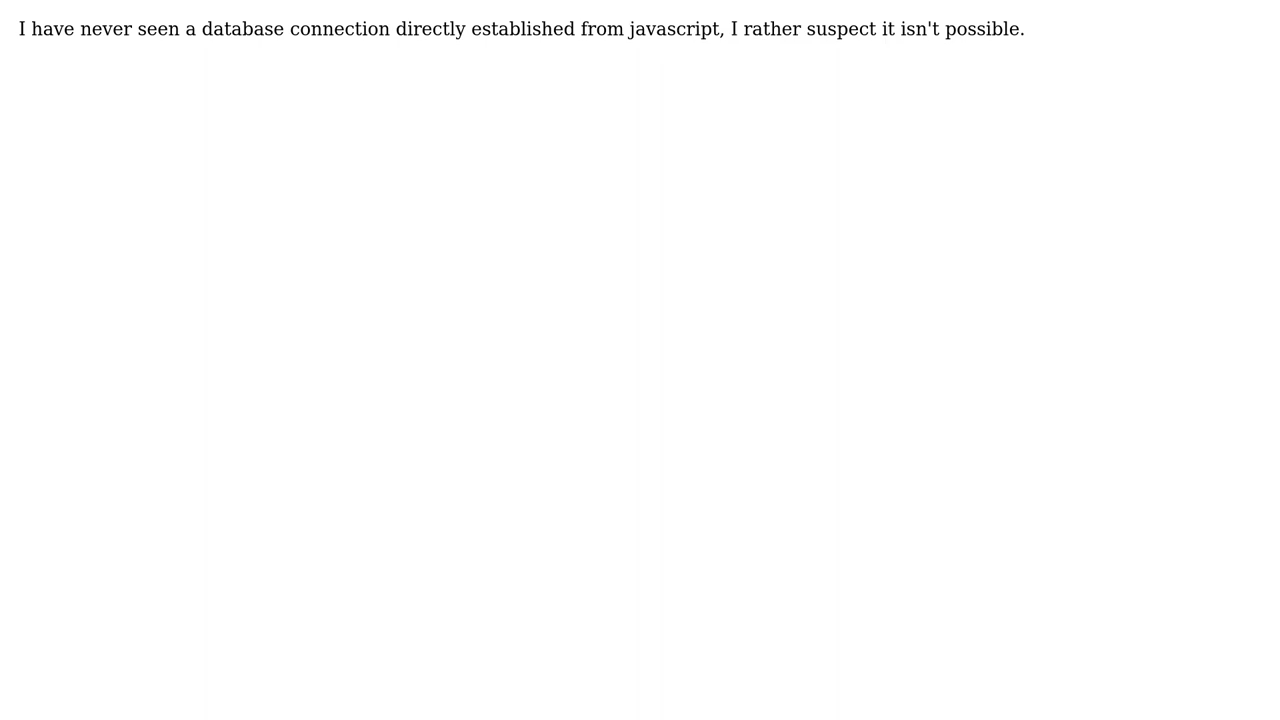 I have never seen a database connection directly established from javascript, I rather suspect it isn't possible.